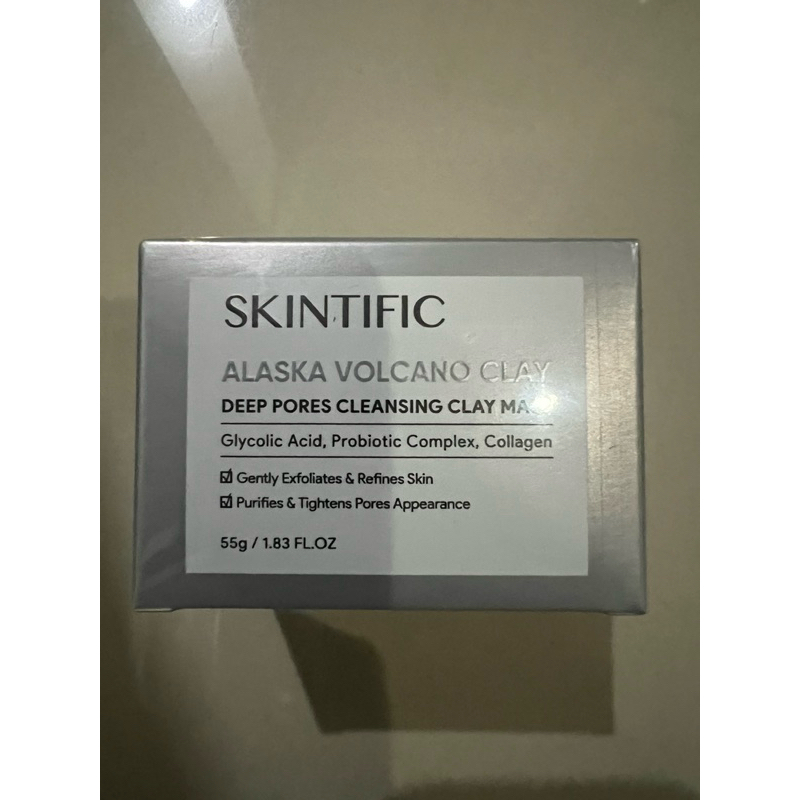 SKINTIFIC
ALASKA VOLCANO CLAY
DEEP PORES CLEANSING CLAY
Glycolic Acid, Probiotic Complex, Collagen
☑ Gently Exfoliates & Refines Skin
☑ Purifies & Tightens Pores Appearance
55g / 1.83 FL.OZ